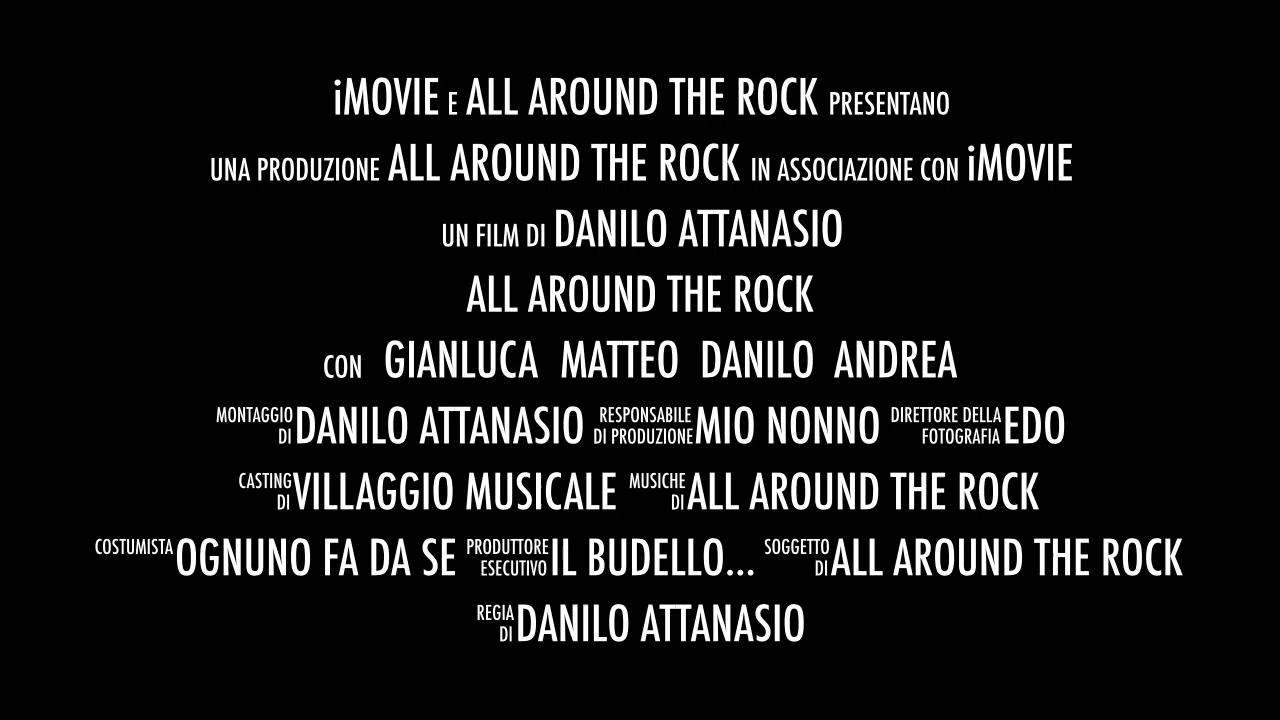 iMOVIE E ALL AROUND THE ROCK PRESENTANO
UNA PRODUZIONE ALL AROUND THE ROCK IN ASSOCIAZIONE CON iMOVIE
UN FILM DI DANILO ATTANASIO
ALL AROUND THE ROCK
CON GIANLUCA MATTEO DANILO ANDREA
MONTAGGIO DI DANILO ATTANASIO RESPONSABILE DI PRODUZIONE MIO NONNO DIRETTORE DELLA FOTOGRAFIA EDO
CASTING DI VILLAGGIO MUSICALE MUSICHE DI ALL AROUND THE ROCK
COSTUMISTA OGNUNO FA DA SE PRODUTTORE ESECUTIVO IL BUDELLO... SOGGETTO DI ALL AROUND THE ROCK
REGIA DI DANILO ATTANASIO